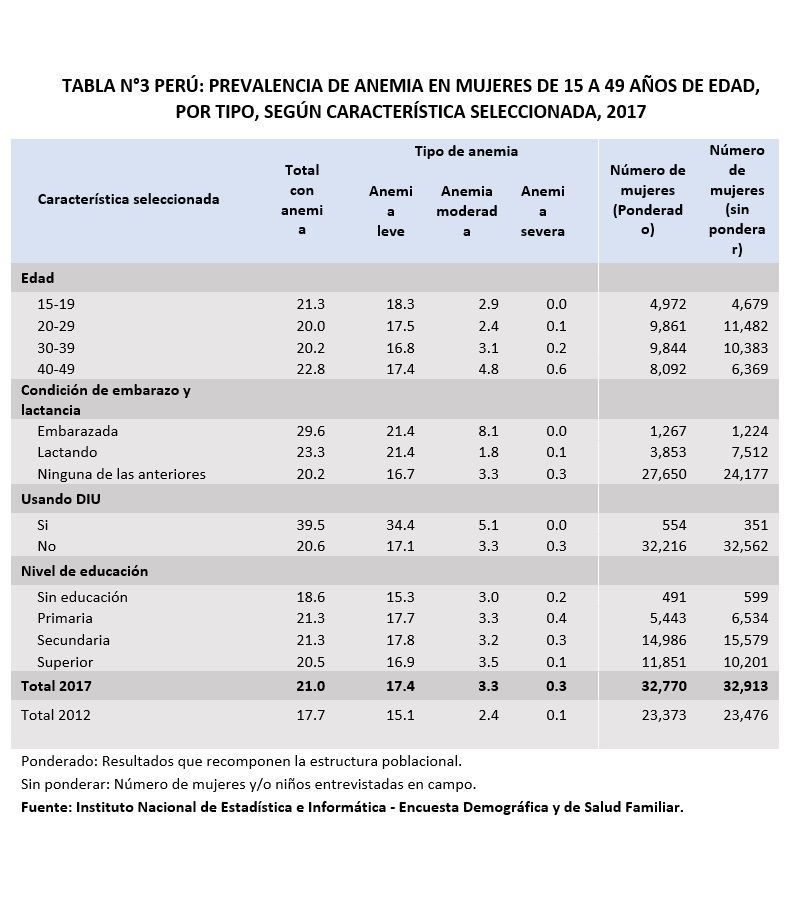 TABLA N°3 PERÚ: PREVALENCIA DE ANEMIA EN MUJERES DE 15 A 49 AÑOS DE EDAD,
POR TIPO, SEGÚN CARACTERÍSTICA SELECCIONADA, 2017
Característica seleccionada
Total
con
anemi
a
Tipo de anemia
Anemi
a
leve
Anemia
moderad
a
Anemi
a
severa
Número de
mujeres
(Ponderad
o)
Número
de
mujeres
(sin
pondera
r)
Edad
15-19 21.3 18.3 2.9 0.0 4,972 4,679
20-29 20.0 17.5 2.4 0.1 9,861 11,482
30-39 20.2 16.8 3.1 0.2 9,844 10,383
40-49 22.8 17.4 4.8 0.6 8,092 6,369
Condición de embarazo y
lactancia
Embarazada 29.6 21.4 8.1 0.0 1,267 1,224
Lactando 23.3 21.4 1.8 0.1 3,853 7,512
Ninguna de las anteriores 20.2 16.7 3.3 0.3 27,650 24,177
Usando DIU
Si 39.5 34.4 5.1 0.0 554 351
No 20.6 17.1 3.3 0.3 32,216 32,562
Nivel de educación
Sin educación 18.6 15.3 3.0 0.2 491 599
Primaria 21.3 17.7 3.3 0.4 5,443 6,534
Secundaria 21.3 17.8 3.2 0.3 14,986 15,579
Superior 20.5 16.9 3.5 0.1 11,851 10,201
Total 2017 21.0 17.4 3.3 0.3 32,770 32,913
Total 2012 17.7 15.1 2.4 0.1 23,373 23,476
Ponderado: Resultados que recomponen la estructura poblacional.
Sin ponderar: Número de mujeres y/o niños entrevistadas en campo.
Fuente: Instituto Nacional de Estadística e Informática - Encuesta Demográfica y de Salud Familiar.